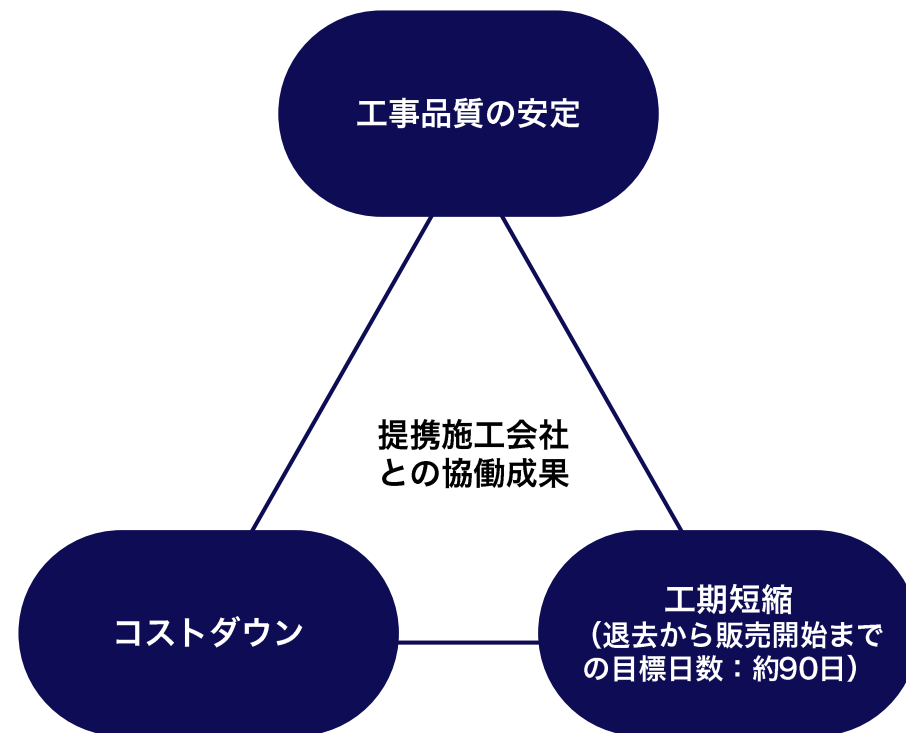 工事品質の安定
提携施工会社
との協働成果
コストダウン
工期短縮
（退去から販売開始まで
の目標日数：約90日）